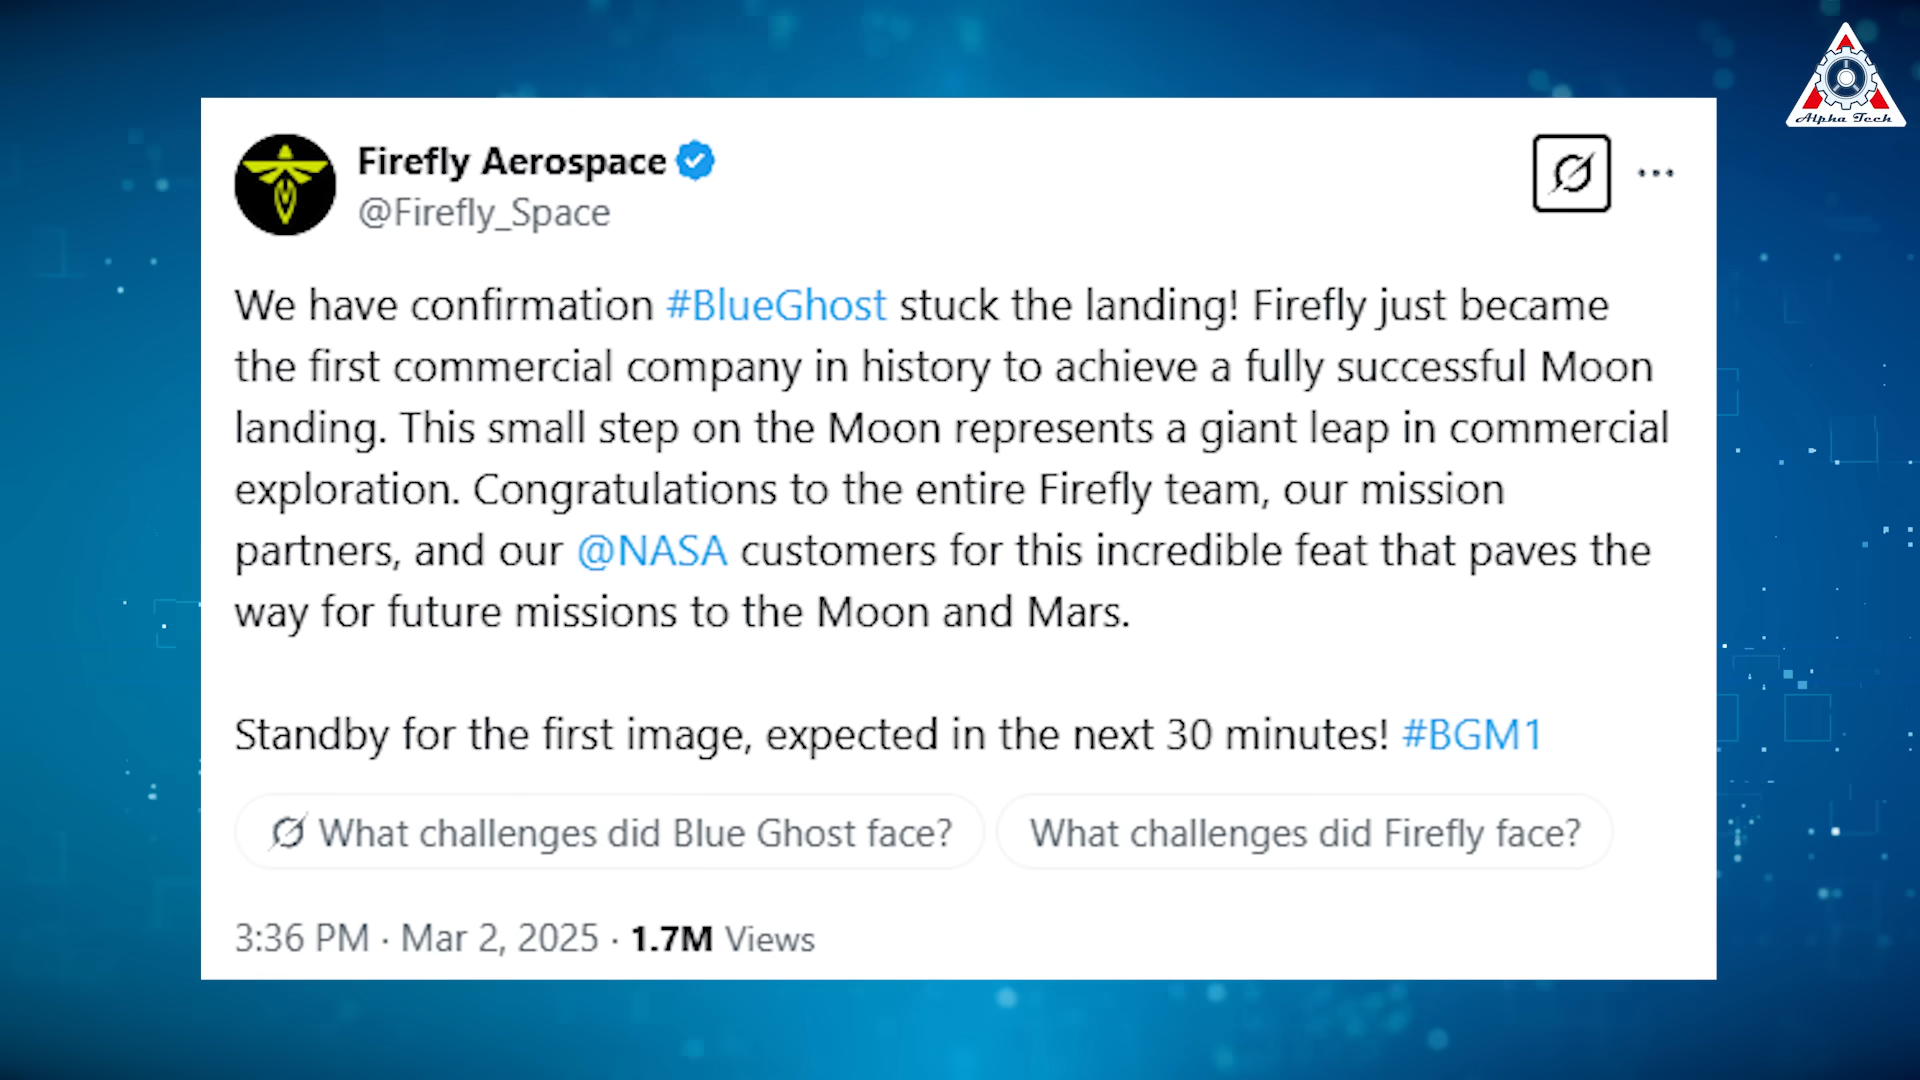 Alpha Tech
Firefly Aerospace
@Firefly_Space
We have confirmation #BlueGhost stuck the landing! Firefly just became
the first commercial company in history to achieve a fully successful Moon
landing. This small step on the Moon represents a giant leap in commercial
exploration. Congratulations to the entire Firefly team, our mission
partners, and our @NASA customers for this incredible feat that paves the
way for future missions to the Moon and Mars.
Standby for the first image, expected in the next 30 minutes! #BGM1
What challenges did Blue Ghost face? What challenges did Firefly face?
3:36 PM · Mar 2, 2025 · 1.7M Views